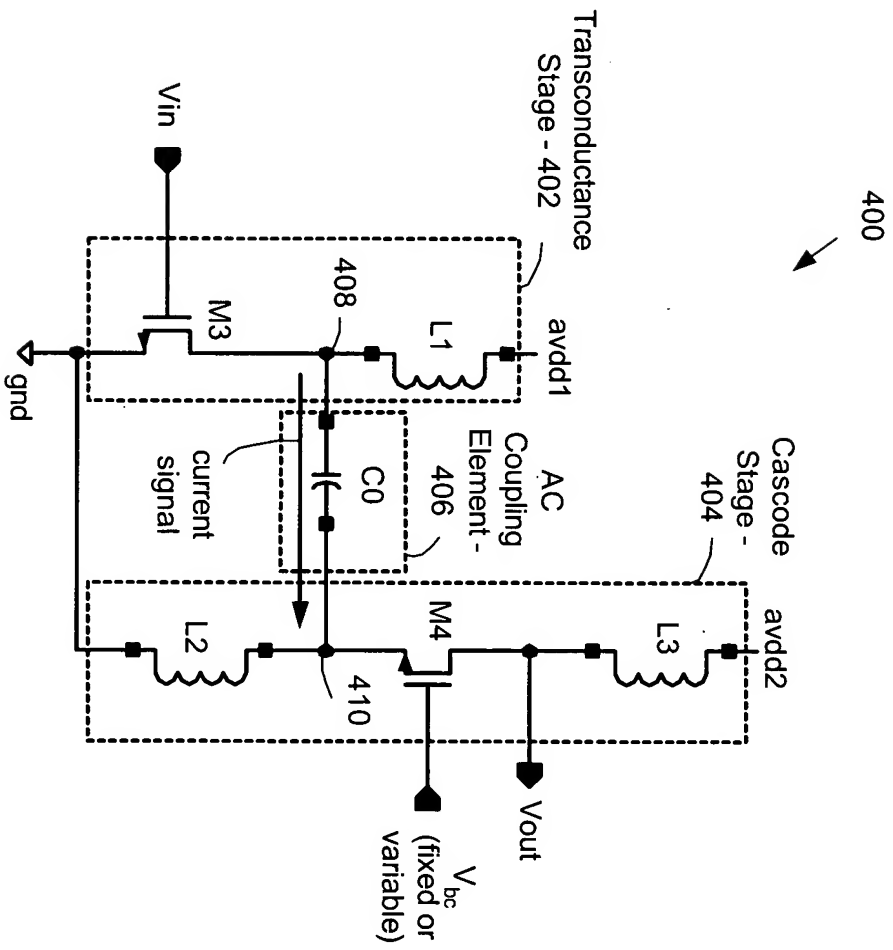 400
Transconductance
Stage - 402
avdd1
L1
408
M3
Vin
gnd
AC
Coupling
Element -
406
C0
current
signal
Cascode
Stage -
404
avdd2
L3
Vout
M4
V_bc
(fixed or
variable)
410
L2